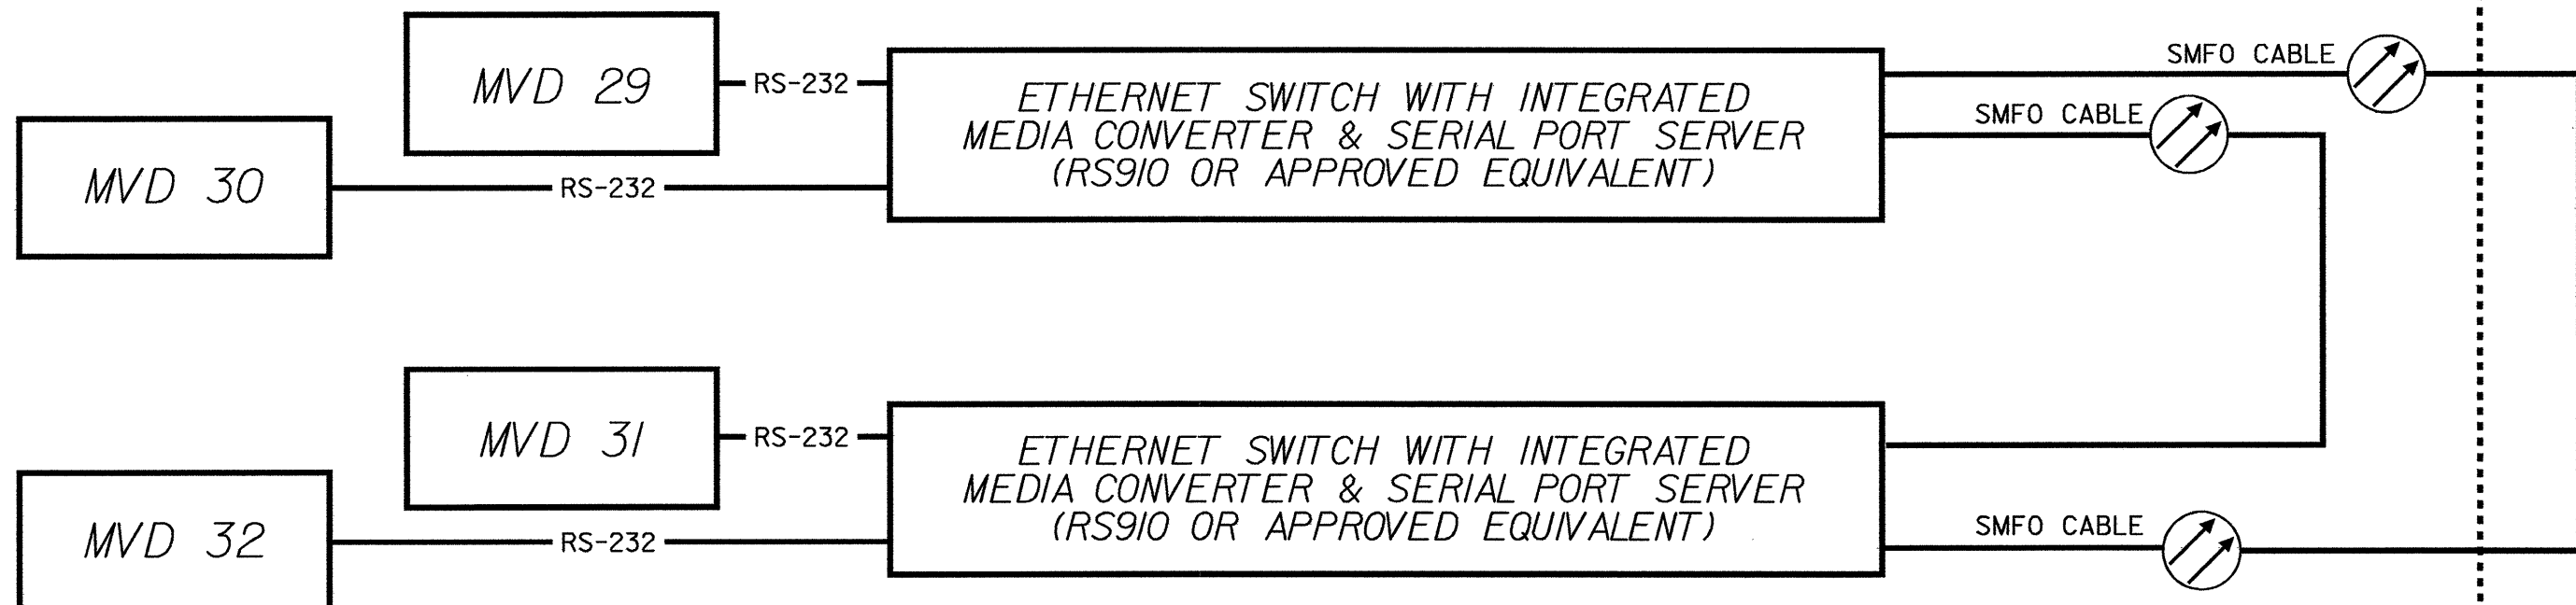 MVD 29
RS-232
MVD 30
RS-232
ETHERNET SWITCH WITH INTEGRATED
MEDIA CONVERTER & SERIAL PORT SERVER
(RS910 OR APPROVED EQUIVALENT)
SMFO CABLE
SMFO CABLE
MVD 31
RS-232
MVD 32
RS-232
ETHERNET SWITCH WITH INTEGRATED
MEDIA CONVERTER & SERIAL PORT SERVER
(RS910 OR APPROVED EQUIVALENT)
SMFO CABLE